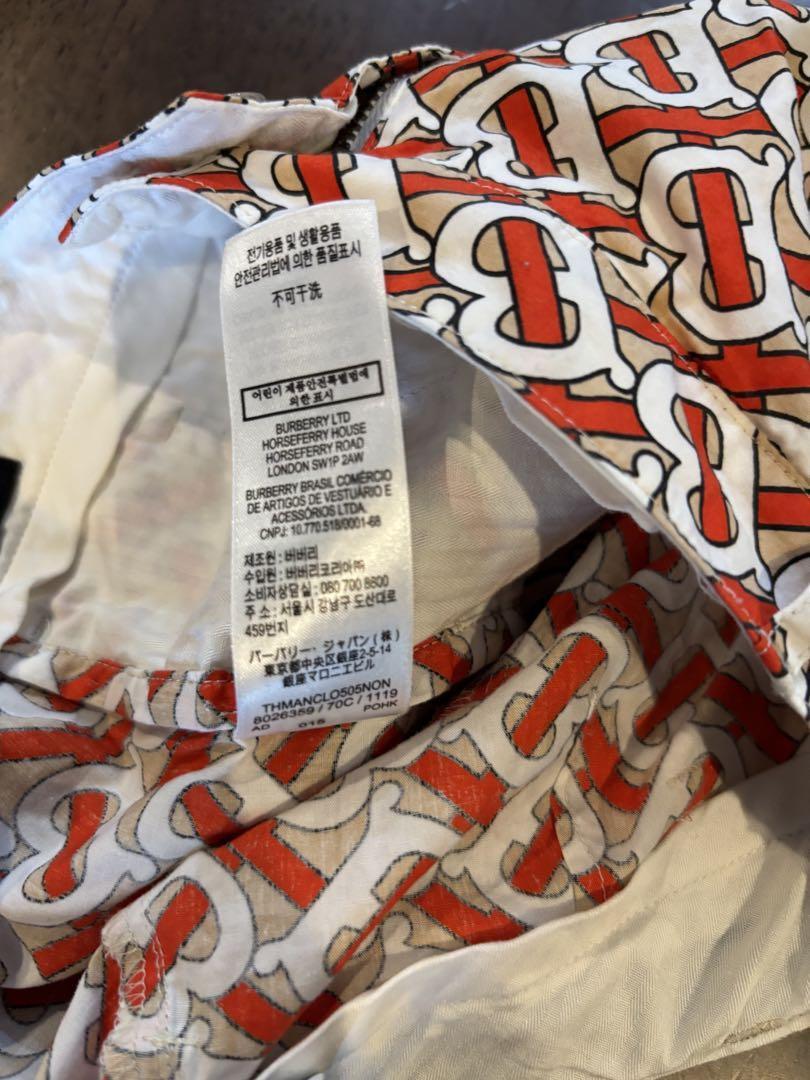 전기용품 및 생활용품
안전관리법에 의한 품질표시
不可干洗
어린이 제품안전특별법에
의한 표시
BURBERRY LTD
HORSEFERRY HOUSE
HORSEFERRY ROAD
LONDON SW1P 2AW
BURBERRY BRASIL COMÉRCIO
DE ARTIGOS DE VESTUÁRIO E
ACESSÓRIOS LTDA.
CNPJ: 10.770.518/0001-68
제조원 : 버버리
수입원 : 버버리코리아㈜
소비자상담실 : 080 700 8800
주 소 : 서울시 강남구 도산대로
459번지
バーバリー・ジャパン(株)
東京都中央区銀座2-5-14
銀座マロニエビル
THMANCLO505NON
8026359 / 70C / 1119
AD 015 POHK